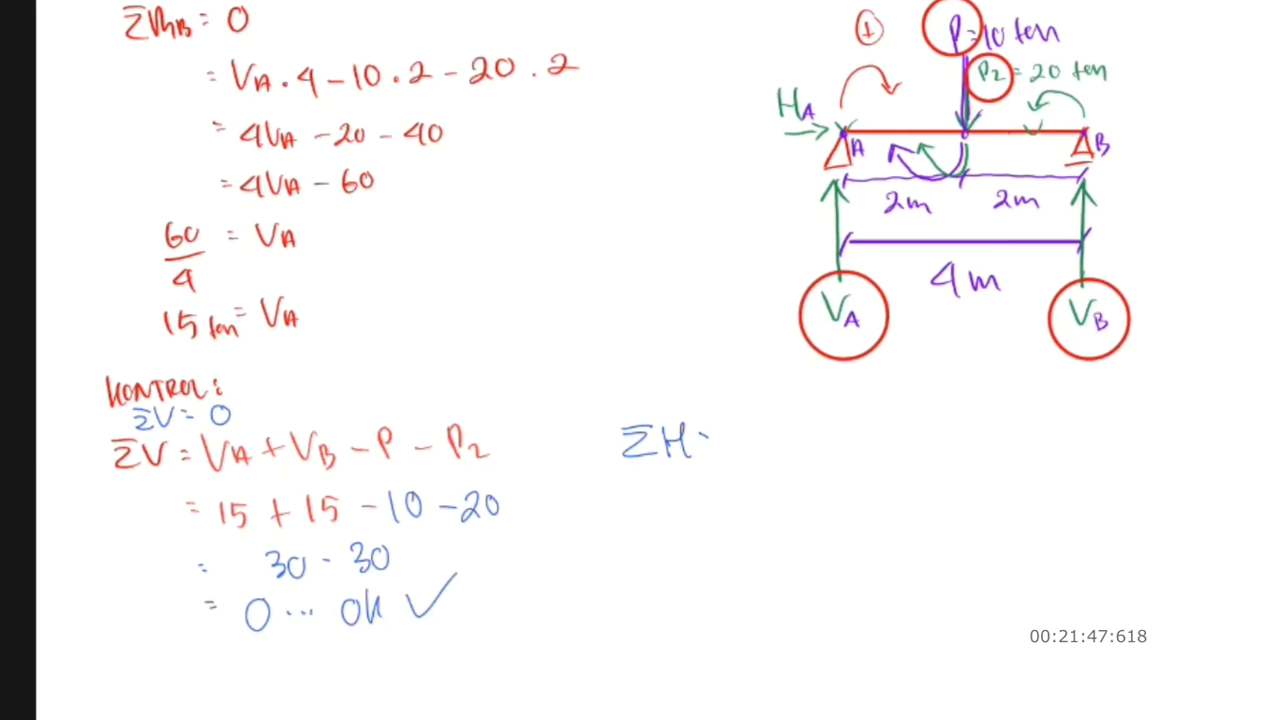 ΣMB = 0
= VA · 4 - 10 · 2 - 20 . 2
= 4VA - 20 - 40
= 4VA - 60
60/4 = VA
15 ton = VA
KONTROL:
ΣV = 0
ΣV = VA + VB - P - P2
= 15 + 15 - 10 - 20
= 30 - 30
= 0 ... OK ✓
+
P = 10 ton
P2 = 20 ton
HA
A
B
2m 2m
4m
VA
VB
ΣH
00:21:47:618